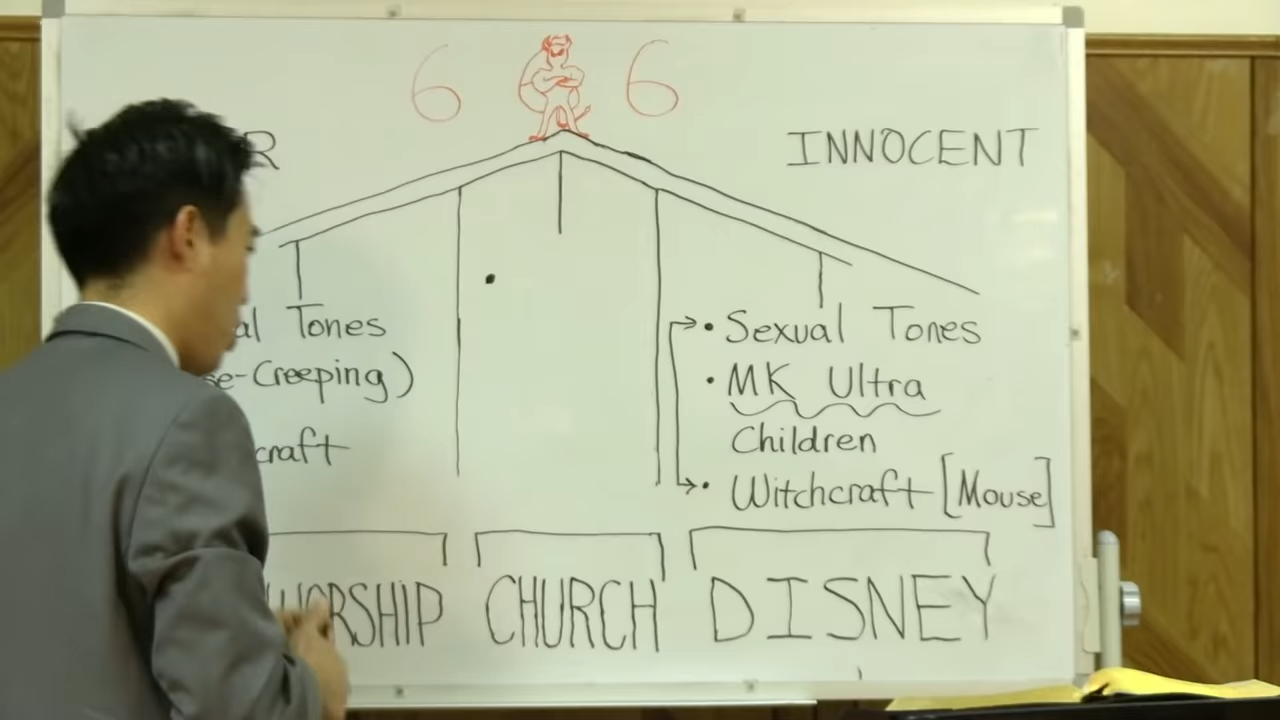 6 6
R INNOCENT
al Tones
se-Creeping)
craft
• Sexual Tones
• MK Ultra
Children
• Witchcraft [Mouse]
WORSHIP CHURCH DISNEY